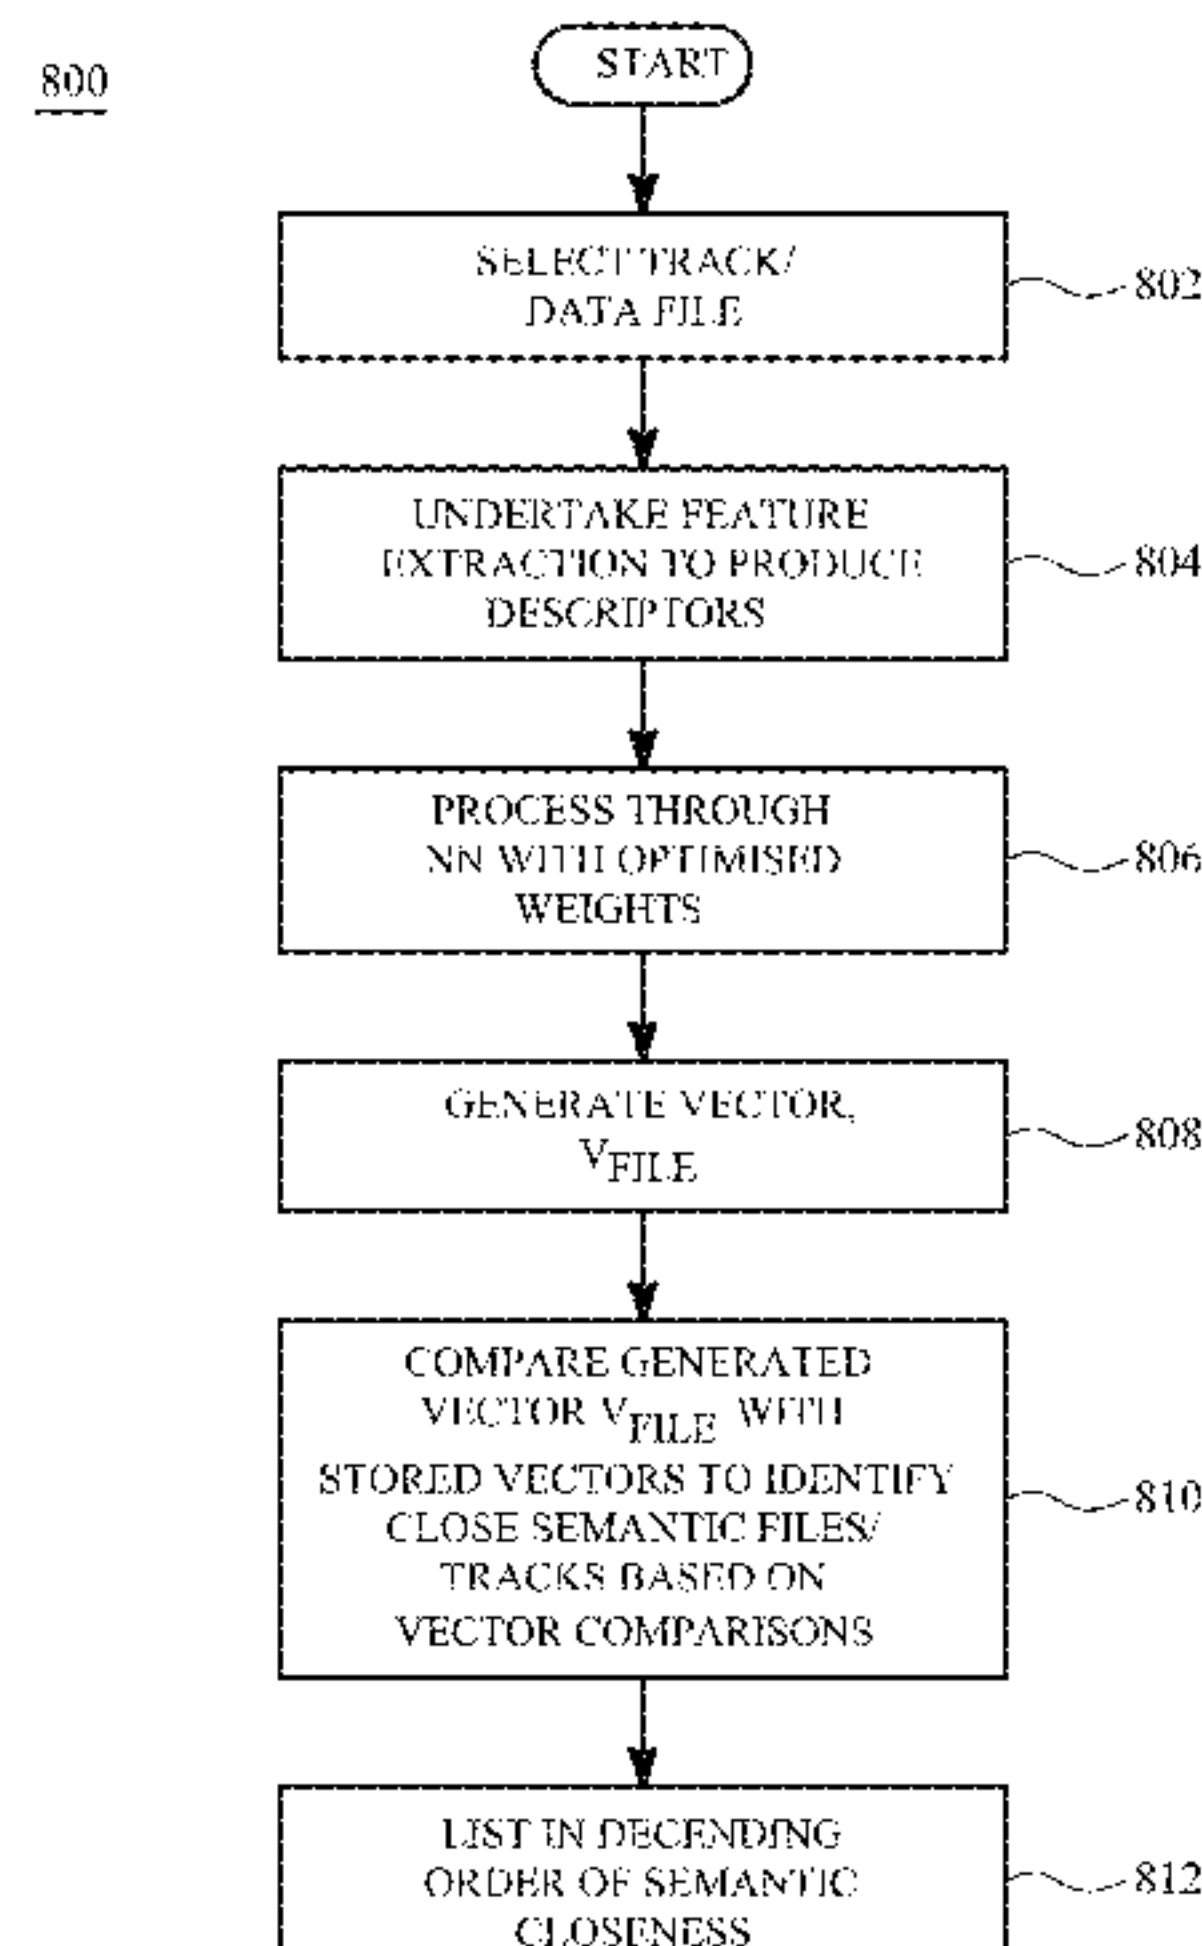 800
START
SELECT TRACK/
DATA FILE
802
UNDERTAKE FEATURE
EXTRACTION TO PRODUCE
DESCRIPTORS
804
PROCESS THROUGH
NN WITH OPTIMISED
WEIGHTS
806
GENERATE VECTOR,
VFILE
808
COMPARE GENERATED
VECTOR VFILE WITH
STORED VECTORS TO IDENTIFY
CLOSE SEMANTIC FILES/
TRACKS BASED ON
VECTOR COMPARISONS
810
LIST IN DECENDING
ORDER OF SEMANTIC
CLOSENESS
812